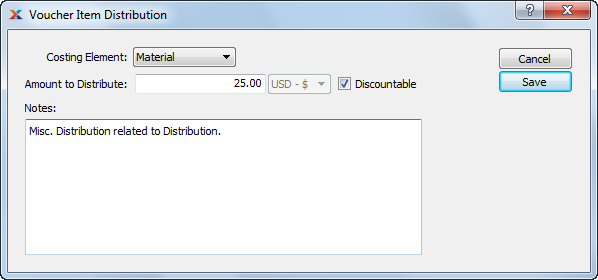 Voucher Item Distribution
Costing Element: Material
Cancel
Amount to Distribute: 25.00 USD - $ Discountable
Save
Notes:
Misc. Distribution related to Distribution.